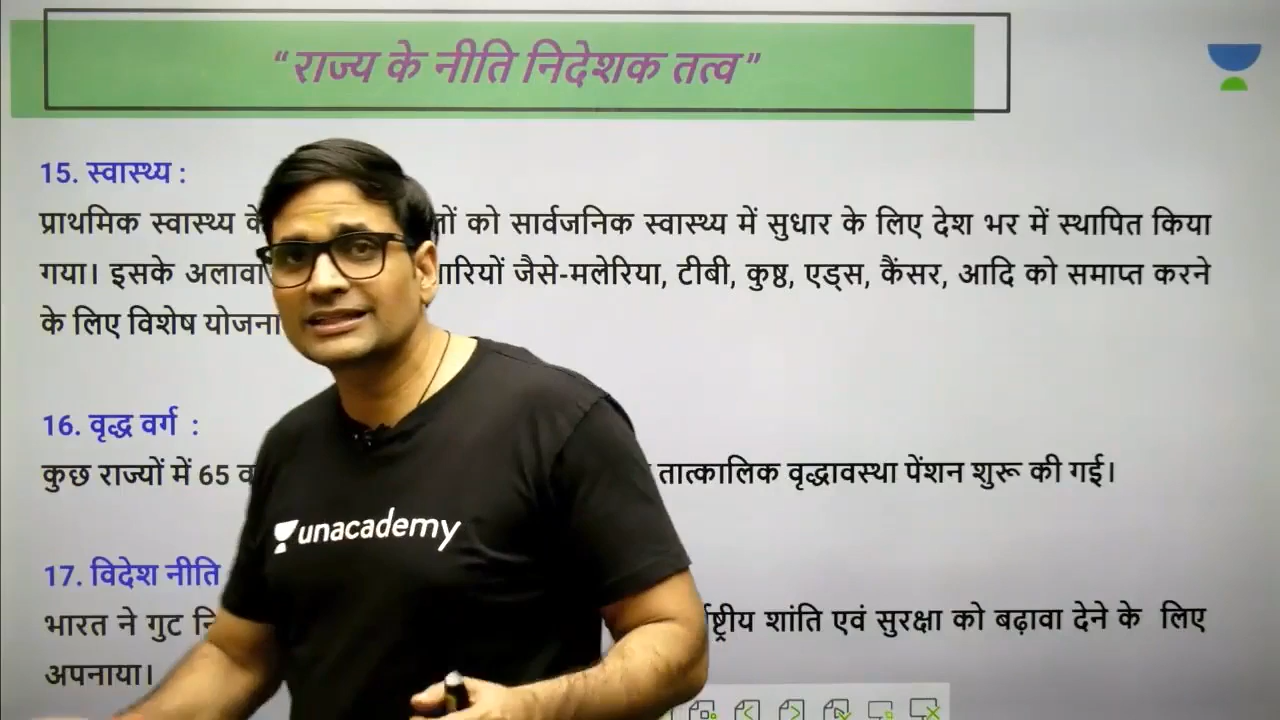 “राज्य के नीति निदेशक तत्व”
15. स्वास्थ्य :
प्राथमिक स्वास्थ्य को सार्वजनिक स्वास्थ्य में सुधार के लिए देश भर में स्थापित किया
गया। इसके अलावा जैसे-मलेरिया, टीबी, कुष्ठ, एड्स, कैंसर, आदि को समाप्त करने
के लिए विशेष
16. वृद्ध वर्ग :
कुछ राज्यों में 65 तात्कालिक वृद्धावस्था पेंशन शुरू की गई।
unacademy
17. विदेश नीति
भारत ने गुट शांति एवं सुरक्षा को बढ़ावा देने के लिए
अपनाया।